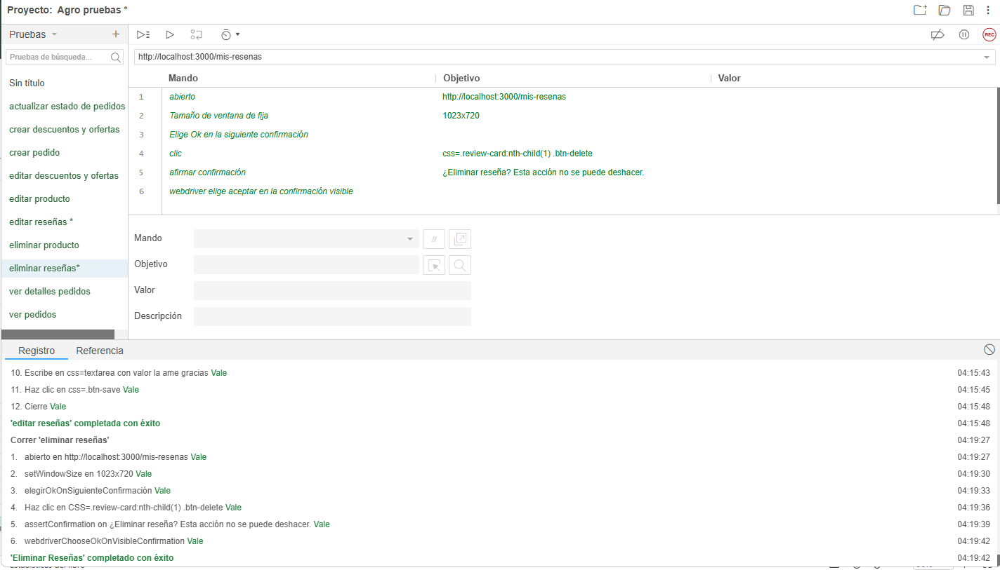 Proyecto: Agro pruebas *
Pruebas
+
REC
Pruebas de búsqueda...
http://localhost:3000/mis-resenas
Mando Objetivo Valor
Sin título
actualizar estado de pedidos
crear descuentos y orfertas
crear pedido
editar descuentos y ofertas
editar producto
editar reseñas *
eliminar producto
eliminar reseñas*
ver detalles pedidos
ver pedidos
1 abierto http://localhost:3000/mis-resenas
2 Tamaño de ventana de fija 1023x720
3 Elige Ok en la siguiente confirmación
4 clic css=.review-card:nth-child(1) .btn-delete
5 afirmar confirmación ¿Eliminar reseña? Esta acción no se puede deshacer.
6 webdriver elige aceptar en la confirmación visible
Mando //
Objetivo
Valor
Descripción
Registro Referencia
10. Escribe en css=textarea con valor la ame gracias Vale 04:15:43
11. Haz clic en css=.btn-save Vale 04:15:45
12. Cierre Vale 04:15:48
'editar reseñas' completada con éxito 04:15:48
Correr 'eliminar reseñas' 04:19:27
1. abierto en http://localhost:3000/mis-resenas Vale 04:19:27
2. setWindowSize en 1023x720 Vale 04:19:30
3. elegirOkOnSiguienteConfirmación Vale 04:19:33
4. Haz clic en CSS=.review-card:nth-child(1) .btn-delete Vale 04:19:36
5. assertConfirmation on ¿Eliminar reseña? Esta acción no se puede deshacer. Vale 04:19:39
6. webdriverChooseOkOnVisibleConfirmation Vale 04:19:42
'Eliminar Reseñas' completado con éxito 04:19:42